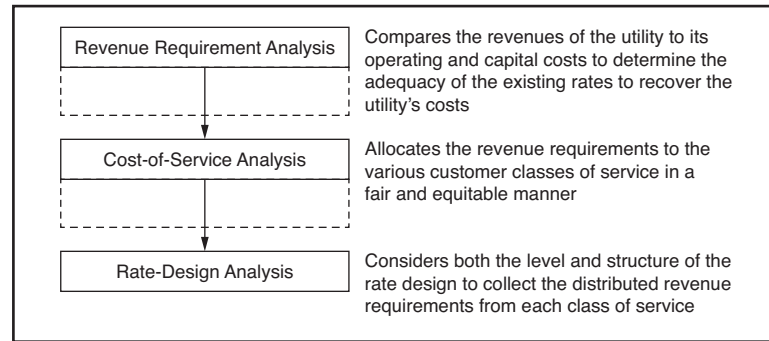 Revenue Requirement Analysis
Compares the revenues of the utility to its
operating and capital costs to determine the
adequacy of the existing rates to recover the
utility's costs
Cost-of-Service Analysis
Allocates the revenue requirements to the
various customer classes of service in a
fair and equitable manner
Rate-Design Analysis
Considers both the level and structure of the
rate design to collect the distributed revenue
requirements from each class of service